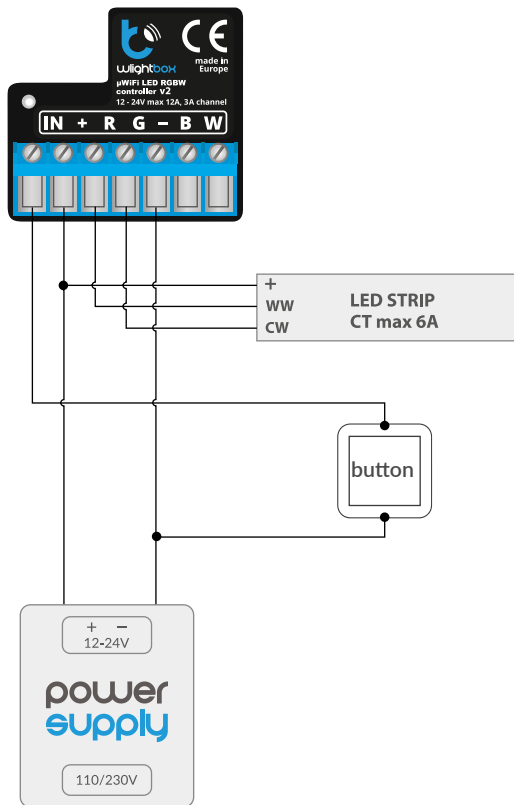 wlightbox
CE
made in
Europe
µWiFi LED RGBW
controller v2
12 - 24V max 12A, 3A channel
IN + R G – B W
+
WW
CW
LED STRIP
CT max 6A
button
+ –
12-24V
power
supply
110/230V